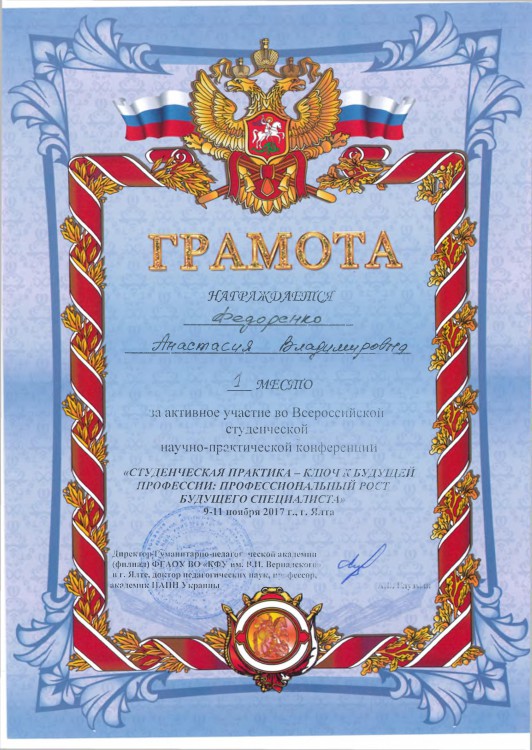 ГРАМОТА
НАГРАЖДАЕТСЯ
Федоренко
Анастасия Владимировна
1 МЕСТО
за активное участие во Всероссийской
студенческой
научно-практической конференции
«СТУДЕНЧЕСКАЯ ПРАКТИКА – КЛЮЧ К БУДУЩЕЙ
ПРОФЕССИИ: ПРОФЕССИОНАЛЬНЫЙ РОСТ
БУДУЩЕГО СПЕЦИАЛИСТА»
9-11 ноября 2017 г., г. Ялта
Директор Гуманитарно-педагогической академии
(филиал) ФГАОУ ВО «КФУ им. В.И. Вернадского»
в г. Ялте, доктор педагогических наук, профессор,
академик НАПН Украины